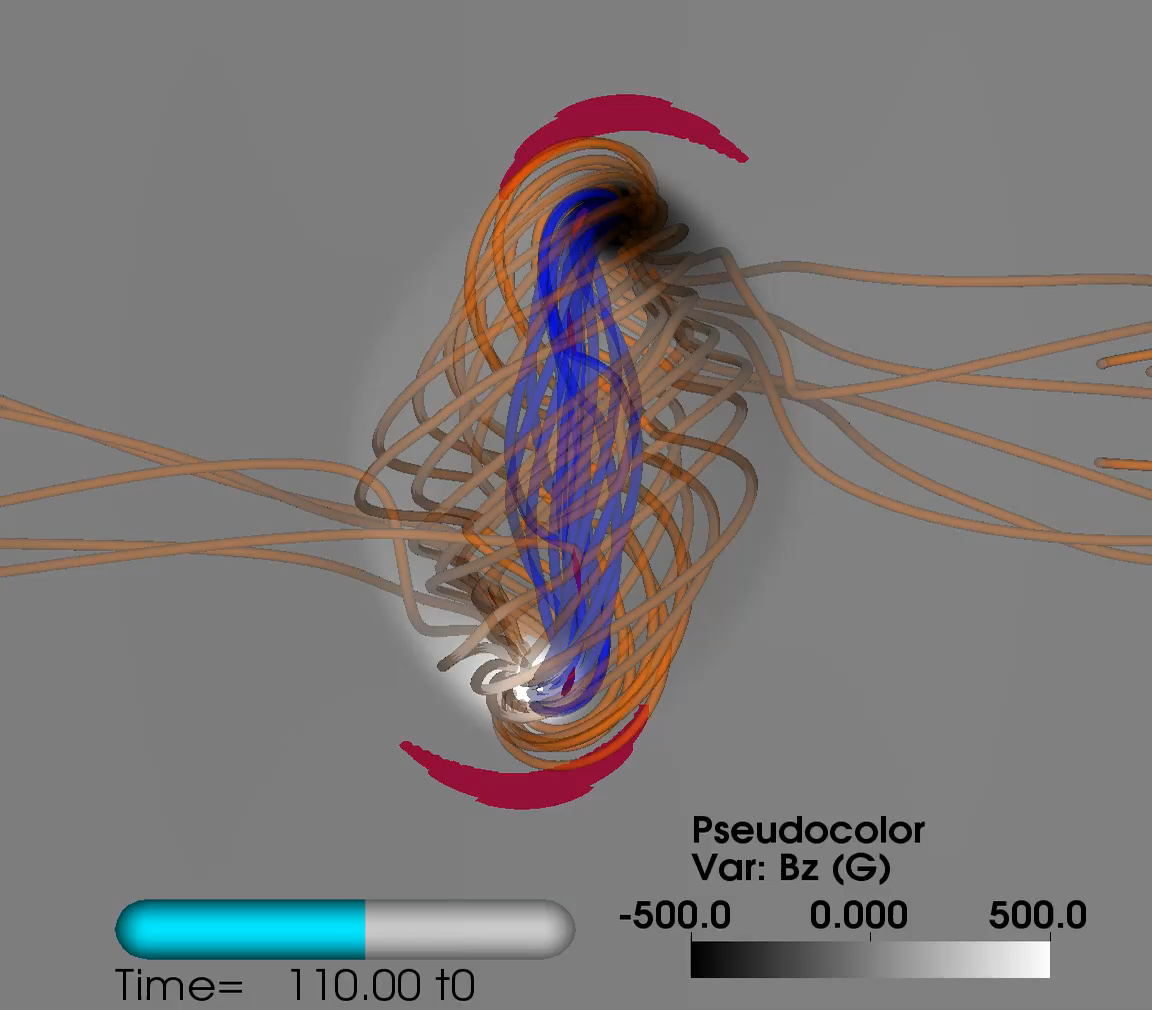 Pseudocolor
Var: Bz (G)
-500.0 0.000 500.0
Time= 110.00 t0